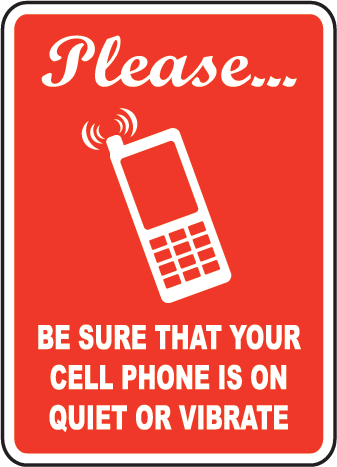 Please...
BE SURE THAT YOUR
CELL PHONE IS ON
QUIET OR VIBRATE